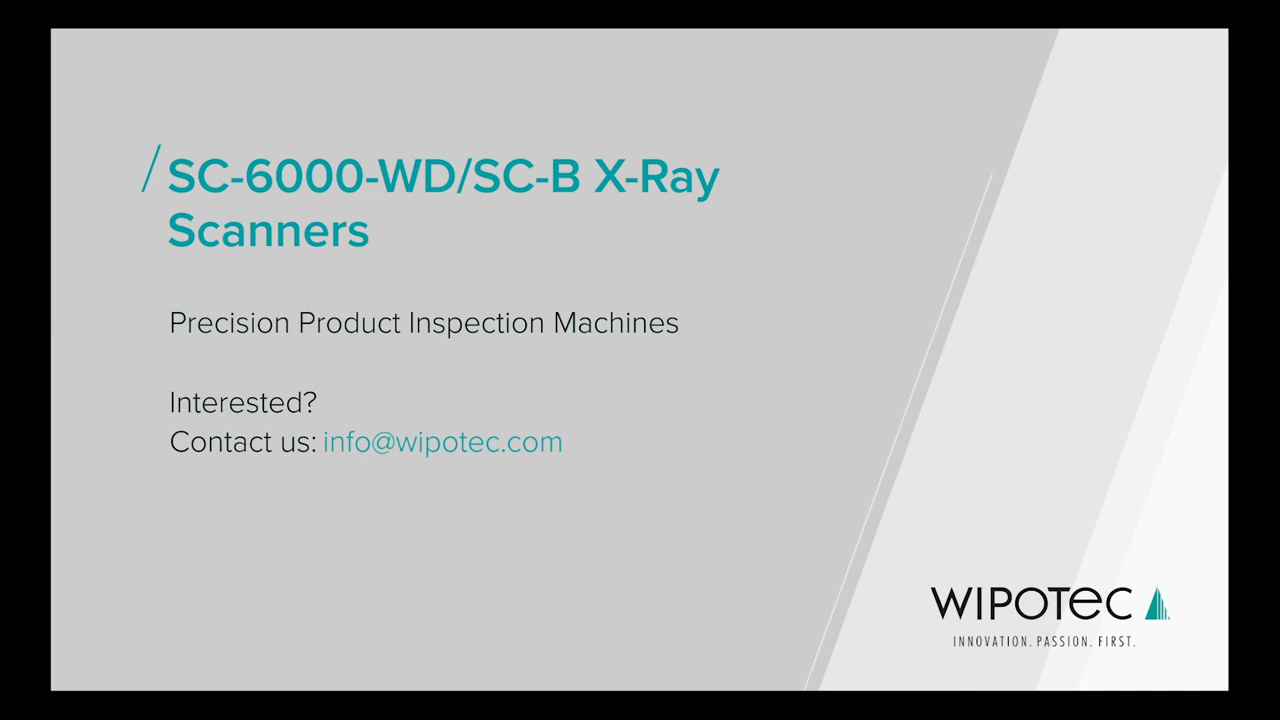 SC-6000-WD/SC-B X-Ray
Scanners
Precision Product Inspection Machines
Interested?
Contact us: info@wipotec.com
WIPOTEC
INNOVATION. PASSION. FIRST.